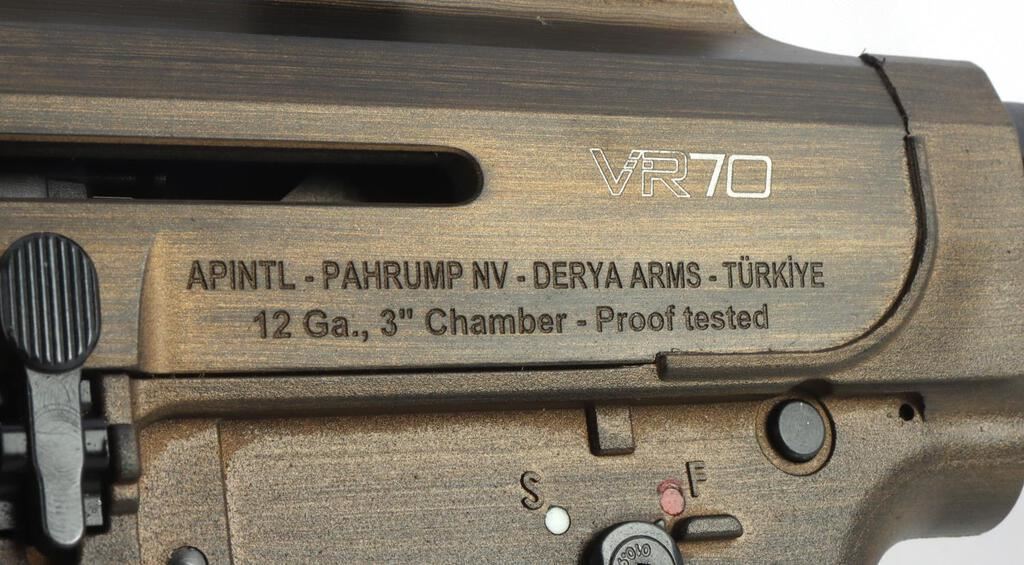 VR70
APINTL - PAHRUMP NV - DERYA ARMS - TÜRKİYE
12 Ga., 3" Chamber - Proof tested
S F